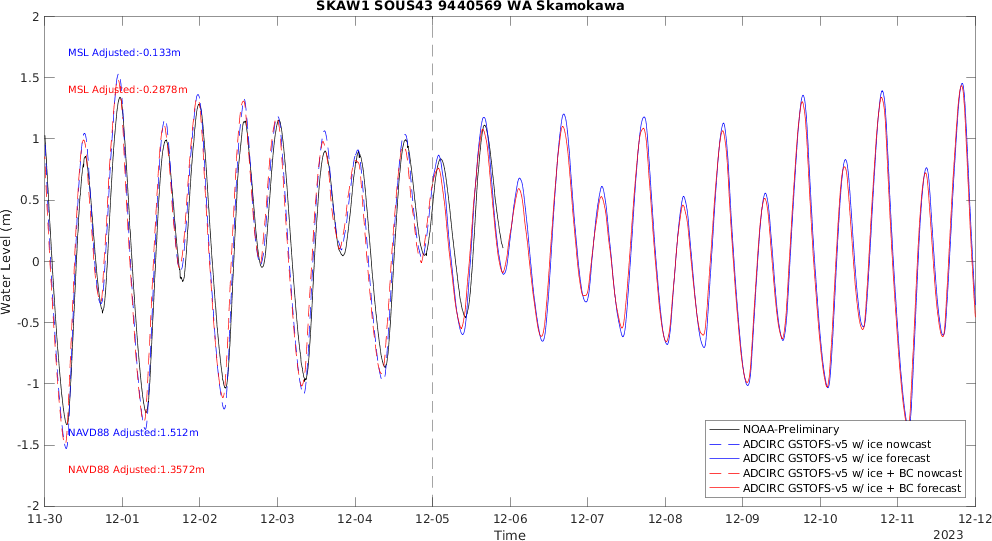 SKAW1 SOUS43 9440569 WA Skamokawa
2
1.5
1
0.5
0
-0.5
-1
-1.5
-2
Water Level (m)
MSL Adjusted:-0.133m
MSL Adjusted:-0.2878m
NAVD88 Adjusted:1.512m
NAVD88 Adjusted:1.3572m
NOAA-Preliminary
ADCIRC GSTOFS-v5 w/ ice nowcast
ADCIRC GSTOFS-v5 w/ ice forecast
ADCIRC GSTOFS-v5 w/ ice + BC nowcast
ADCIRC GSTOFS-v5 w/ ice + BC forecast
11-30 12-01 12-02 12-03 12-04 12-05 12-06 12-07 12-08 12-09 12-10 12-11 12-12
Time
2023